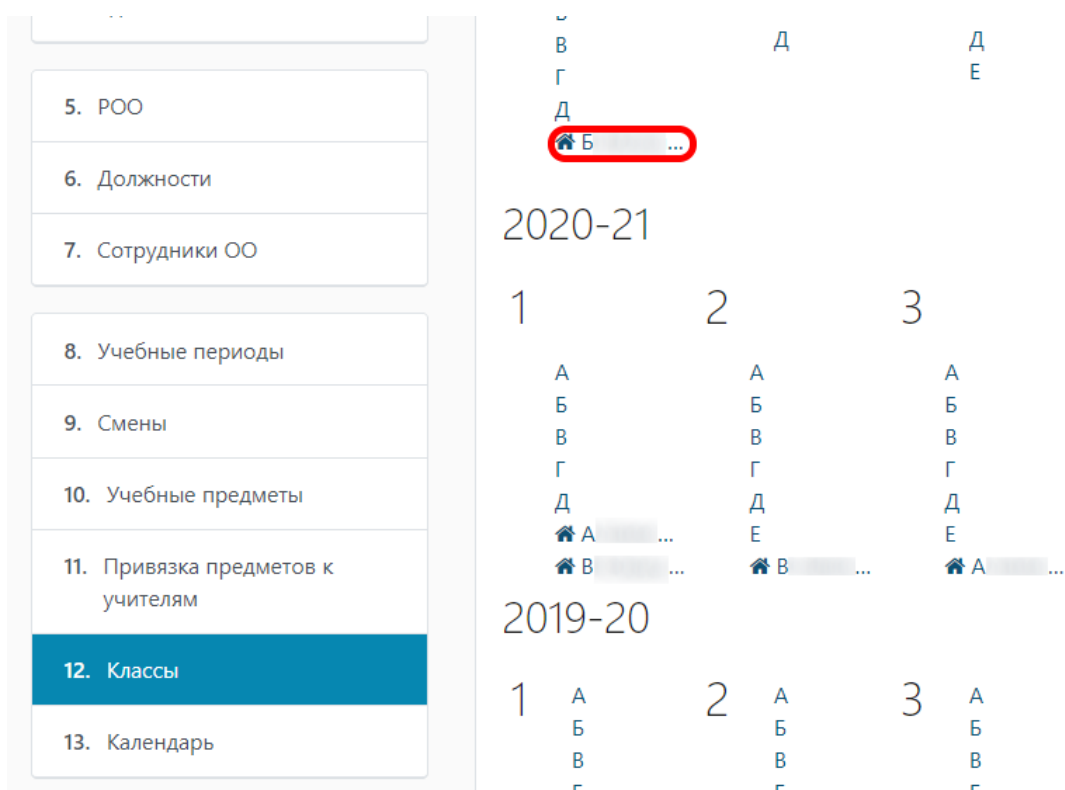 5. РОО
6. Должности
7. Сотрудники ОО
8. Учебные периоды
9. Смены
10. Учебные предметы
11. Привязка предметов к
учителям
12. Классы
13. Календарь
В Д Д
Г Е
Д
Б ...
2020-21
1 2 3
А А А
Б Б Б
В В В
Г Г Г
Д Д Д
А ... Е Е
В ... В ... А ...
2019-20
1 А 2 А 3 А
Б Б Б
В В В